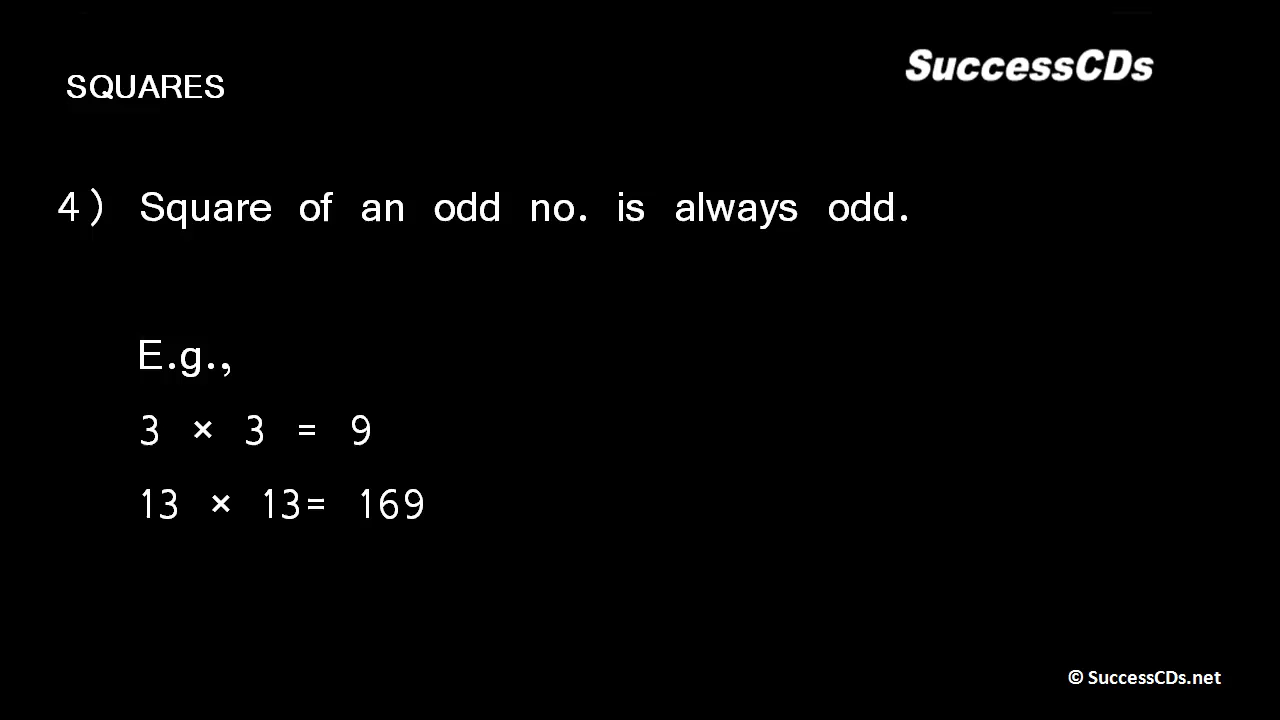 SuccessCDs
SQUARES
4) Square of an odd no. is always odd.
E.g.,
3 × 3 = 9
13 × 13= 169
© SuccessCDs.net